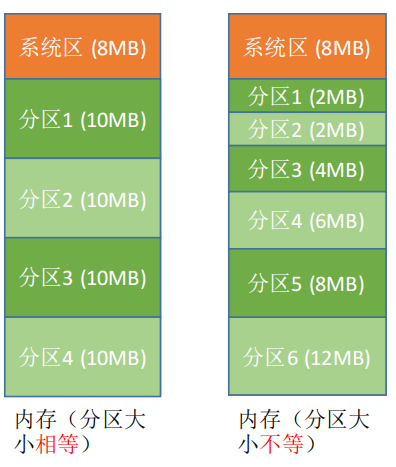 系统区 (8MB)
分区1 (10MB)
分区2 (10MB)
分区3 (10MB)
分区4 (10MB)
内存（分区大
小相等）
系统区 (8MB)
分区1 (2MB)
分区2 (2MB)
分区3 (4MB)
分区4 (6MB)
分区5 (8MB)
分区6 (12MB)
内存（分区大
小不等）